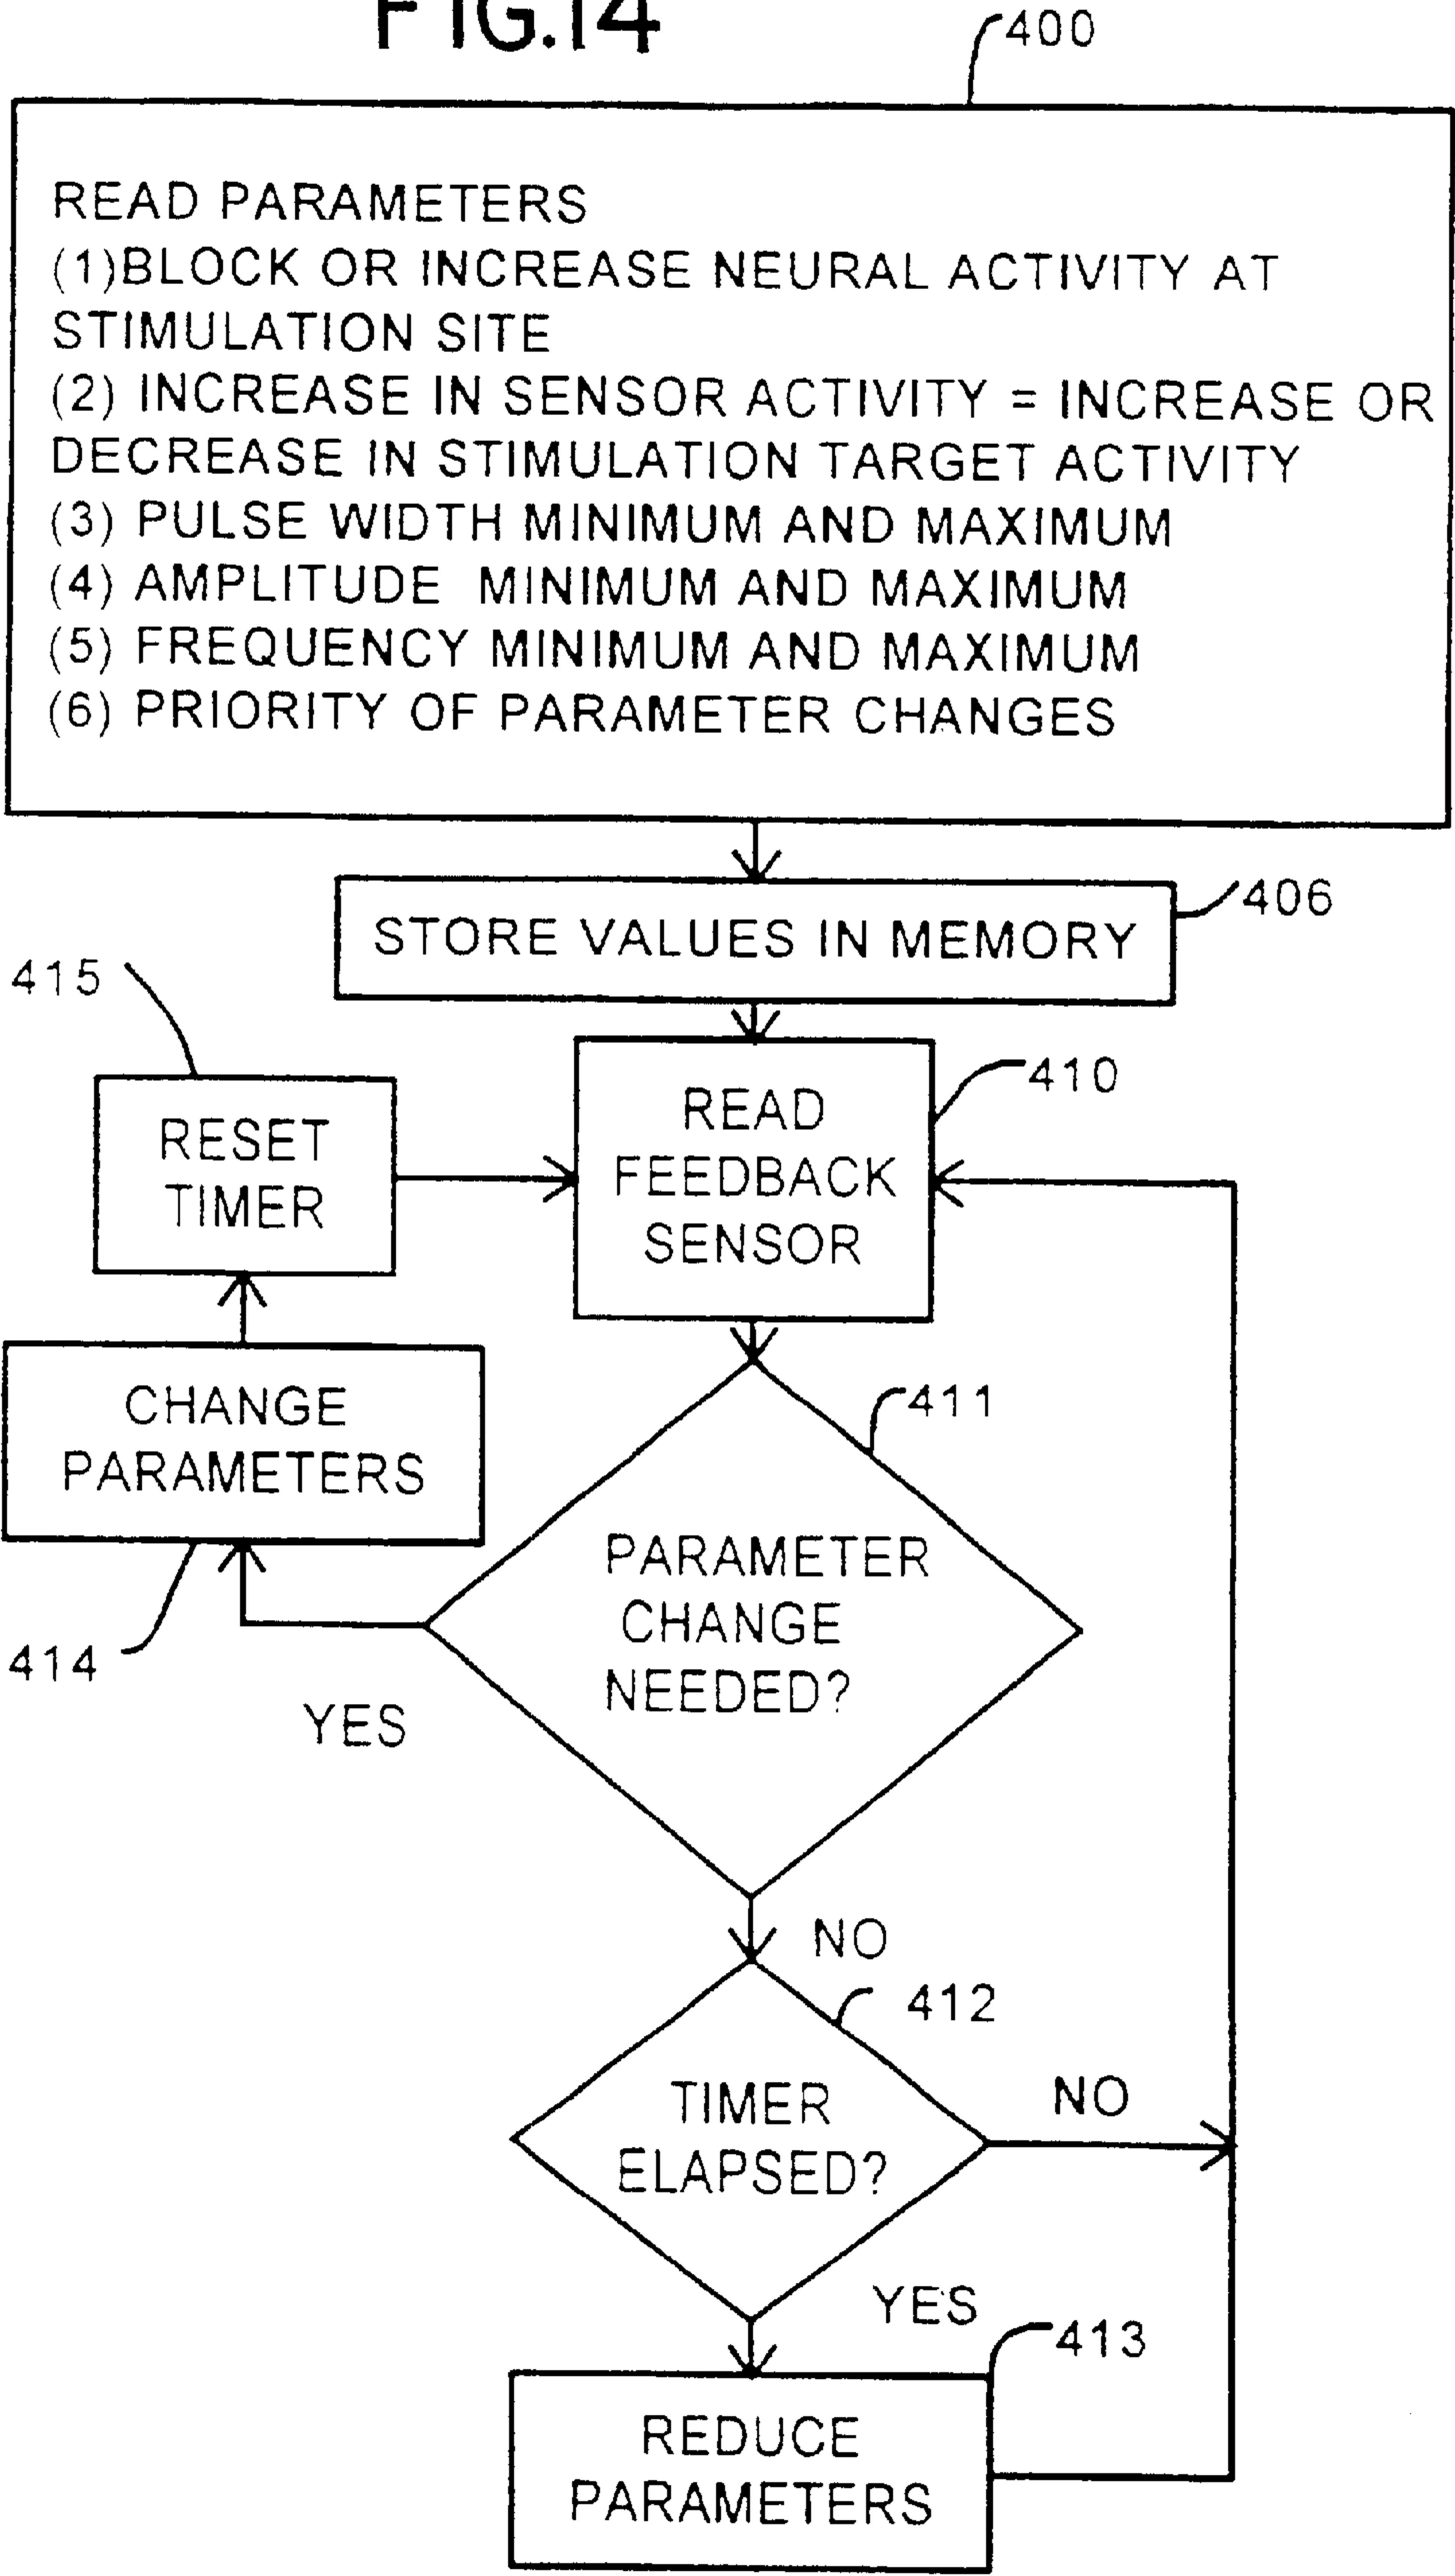 FIG.14
400
READ PARAMETERS
(1)BLOCK OR INCREASE NEURAL ACTIVITY AT
STIMULATION SITE
(2) INCREASE IN SENSOR ACTIVITY = INCREASE OR
DECREASE IN STIMULATION TARGET ACTIVITY
(3) PULSE WIDTH MINIMUM AND MAXIMUM
(4) AMPLITUDE MINIMUM AND MAXIMUM
(5) FREQUENCY MINIMUM AND MAXIMUM
(6) PRIORITY OF PARAMETER CHANGES
STORE VALUES IN MEMORY
406
415
RESET
TIMER
READ
FEEDBACK
SENSOR
410
CHANGE
PARAMETERS
414
411
PARAMETER
CHANGE
NEEDED?
YES
NO
412
TIMER
ELAPSED?
NO
YES
413
REDUCE
PARAMETERS